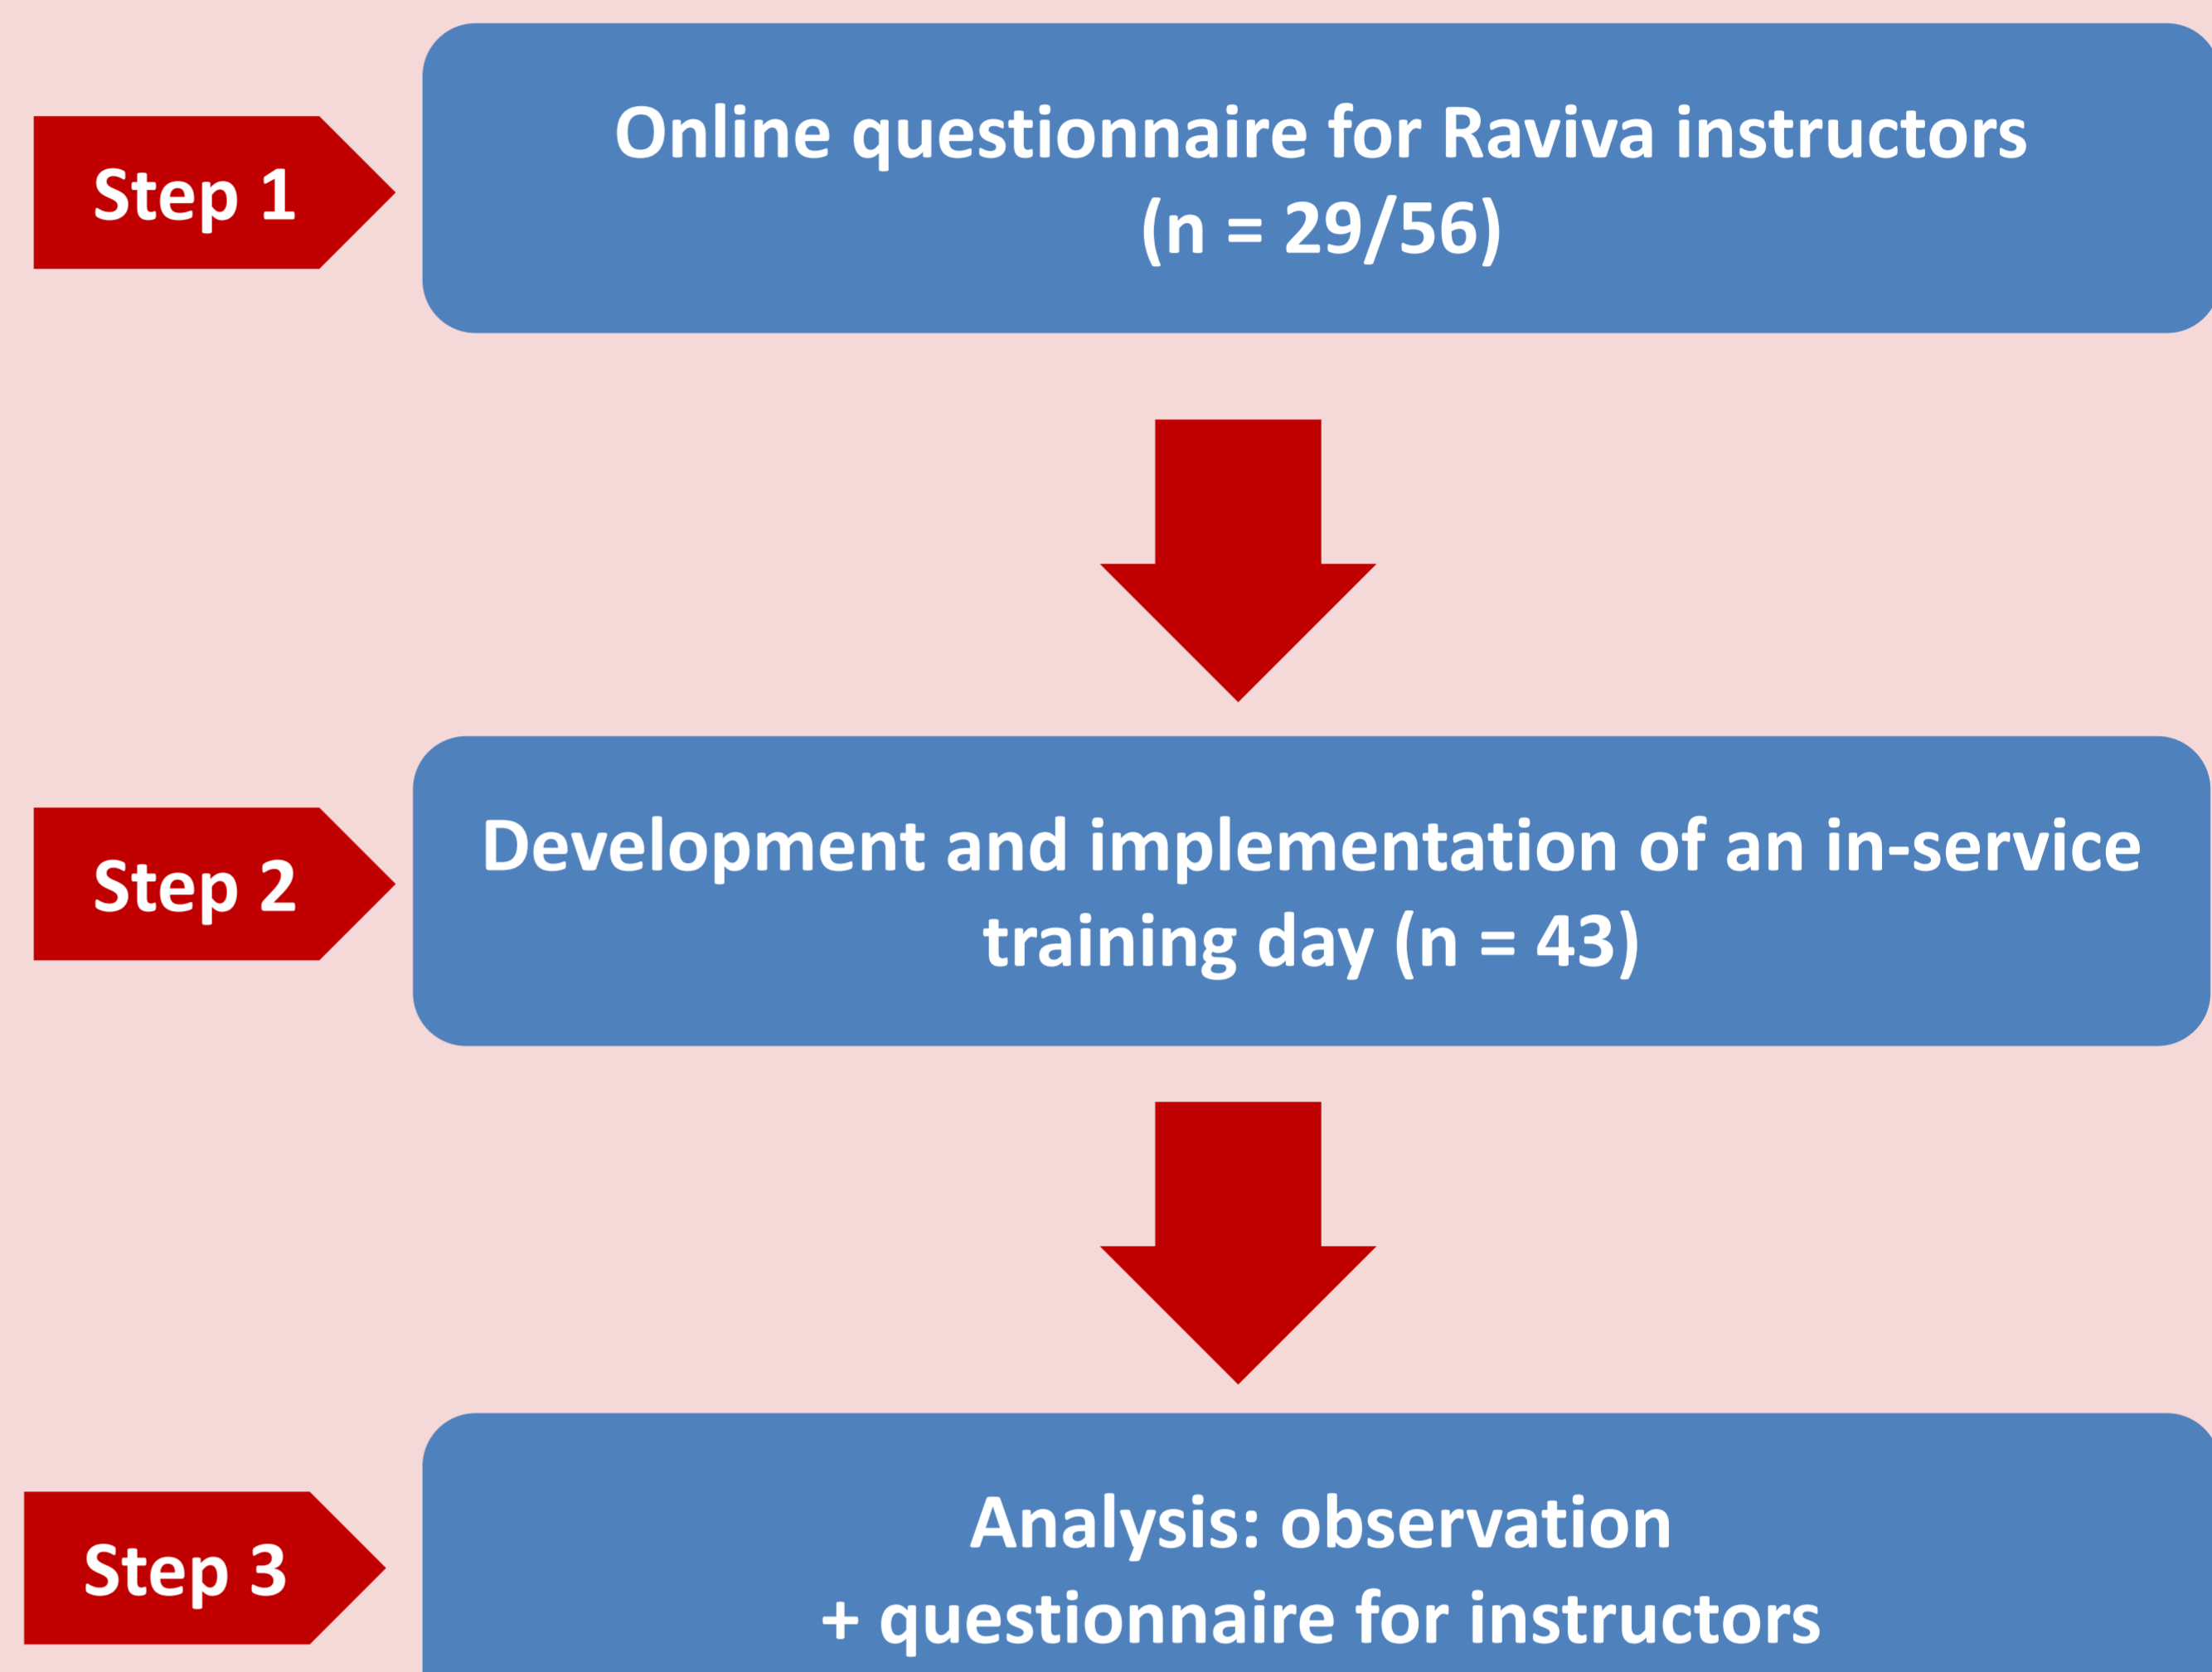 Step 1
Online questionnaire for Raviva instructors
(n = 29/56)
Step 2
Development and implementation of an in-service
training day (n = 43)
Step 3
Analysis: observation
+ questionnaire for instructors